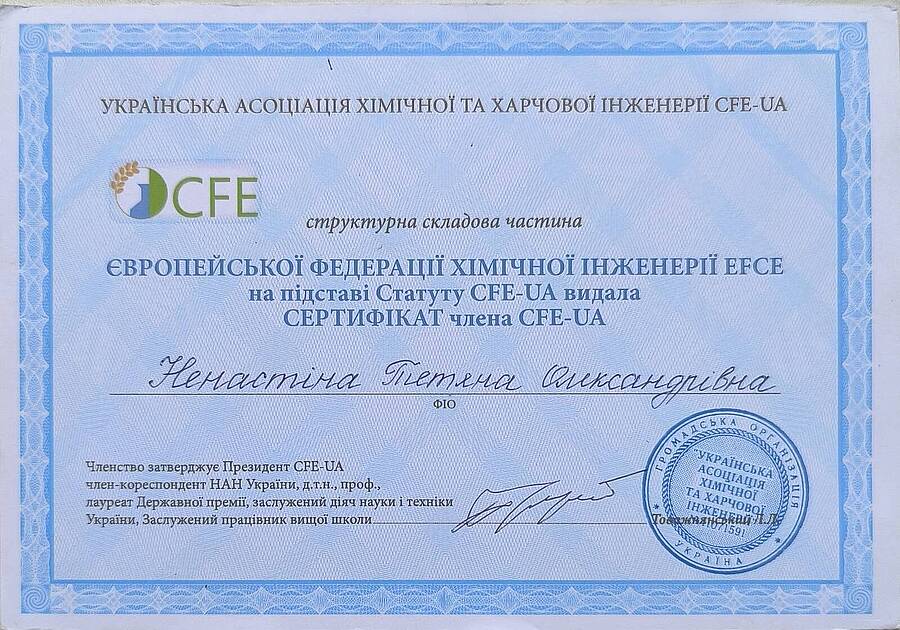 УКРАЇНСЬКА АСОЦІАЦІЯ ХІМІЧНОЇ ТА ХАРЧОВОЇ ІНЖЕНЕРІЇ CFE-UA
CFE
структурна складова частина
ЄВРОПЕЙСЬКОЇ ФЕДЕРАЦІЇ ХІМІЧНОЇ ІНЖЕНЕРІЇ EFCE
на підставі Статуту CFE-UA видала
СЕРТИФІКАТ члена CFE-UA
Ненастіна Тетяна Олександрівна
ФІО
Членство затверджує Президент CFE-UA
член-кореспондент НАН України, д.т.н., проф.,
лауреат Державної премії, заслужений діяч науки і техніки
України, Заслужений працівник вищої школи
Товажнянський Л.Л.
ГРОМАДСЬКА ОРГАНІЗАЦІЯ
"УКРАЇНСЬКА
АСОЦІАЦІЯ
ХІМІЧНОЇ
ТА ХАРЧОВОЇ
ІНЖЕНЕРІЇ"
УКРАЇНА